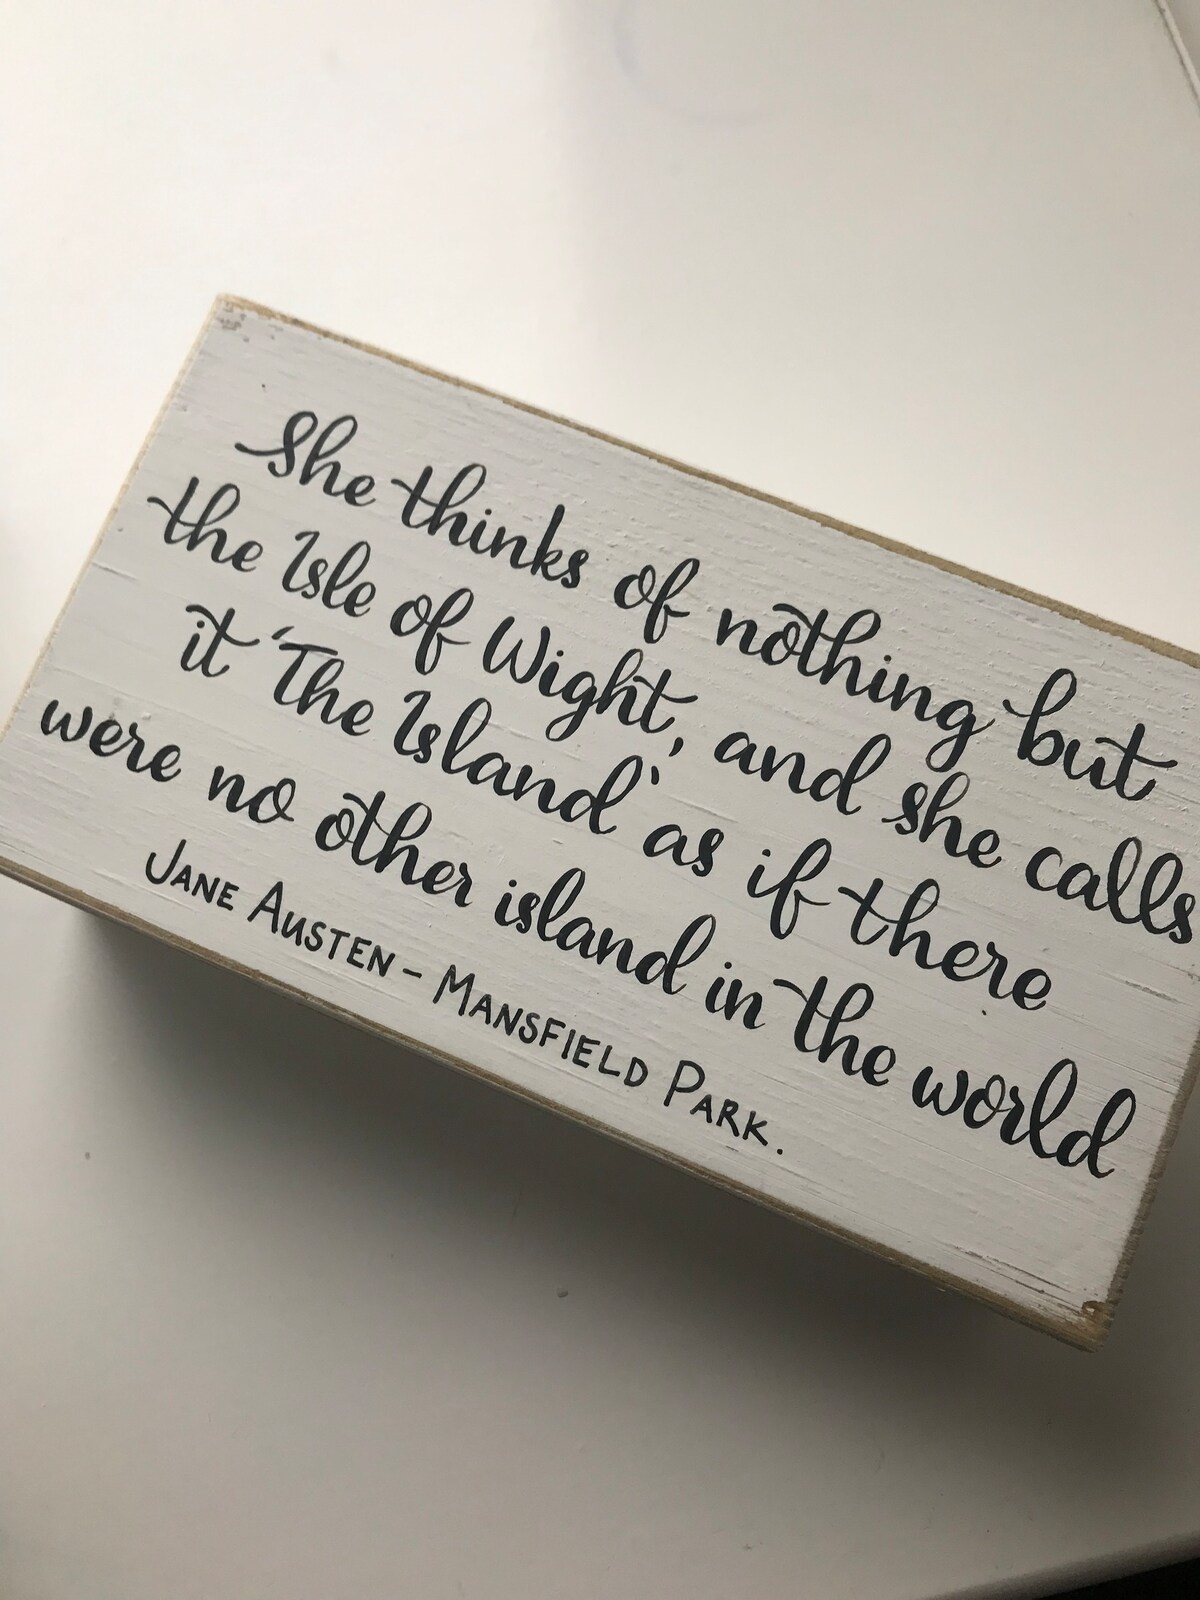 She thinks of nothing but
the Isle of Wight, and she calls
it 'The Island' as if there
were no other island in the world
JANE AUSTEN - MANSFIELD PARK.